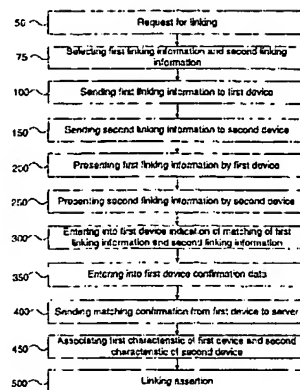 50
Request for linking
75
Selecting first linking information and second linking
information
100
Sending first linking information to first device
150
Sending second linking information to second device
200
Presenting first linking information by first device
250
Presenting second linking information by second device
300
Entering into first device indication of matching of first
linking information and second linking information
350
Entering into first device confirmation data
400
Sending matching confirmation from first device to server
450
Associating first characteristic of first device and second
characteristic of second device
500
Linking Assertion